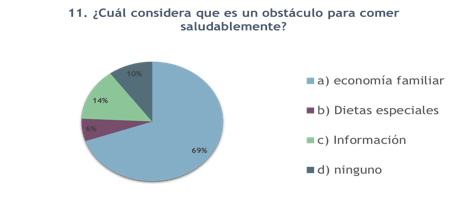 11. ¿Cuál considera que es un obstáculo para comer
saludablemente?
10%
14%
6%
69%
a) economía familiar
b) Dietas especiales
c) Información
d) ninguno